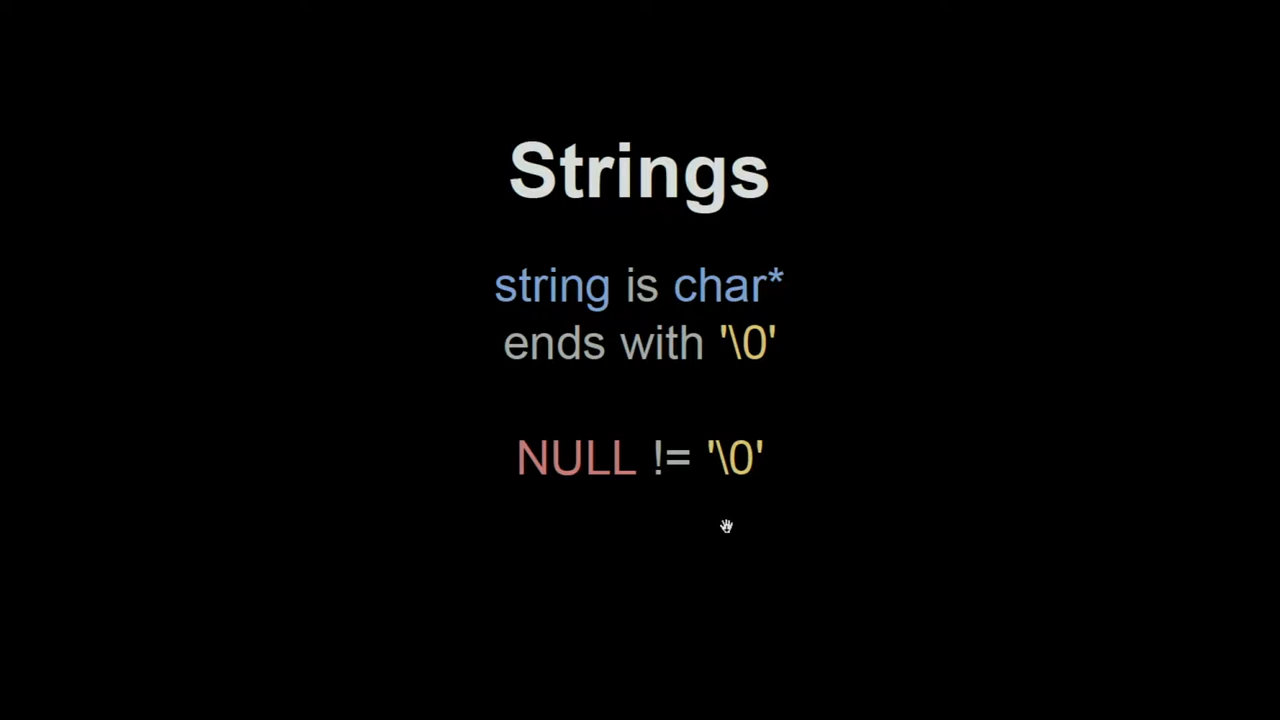 Strings
string is char*
ends with '\0'
NULL != '\0'